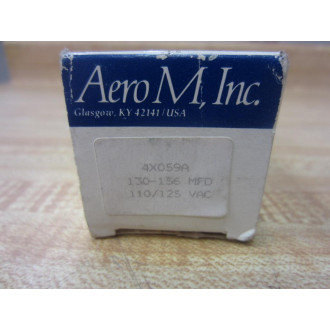 Aero M, Inc.
Glasgow, KY 42141/USA
4X059A
130-156 MFD
110/125 VAC